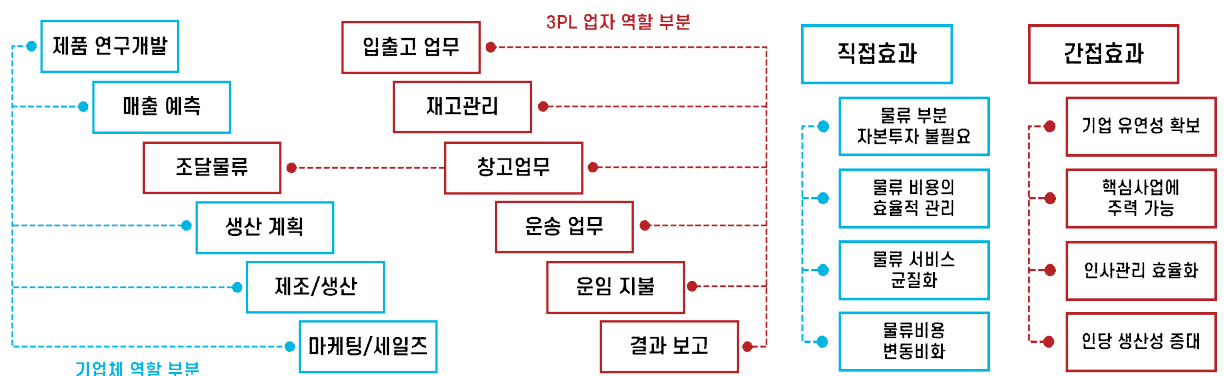 제품 연구개발
매출 예측
조달물류
생산 계획
제조/생산
마케팅/세일즈
기업체 역할 부분
3PL 업자 역할 부분
입출고 업무
재고관리
창고업무
운송 업무
운임 지불
결과 보고
직접효과
물류 부분
자본투자 불필요
물류 비용의
효율적 관리
물류 서비스
균질화
물류비용
변동비화
간접효과
기업 유연성 확보
핵심사업에
주력 가능
인사관리 효율화
인당 생산성 증대